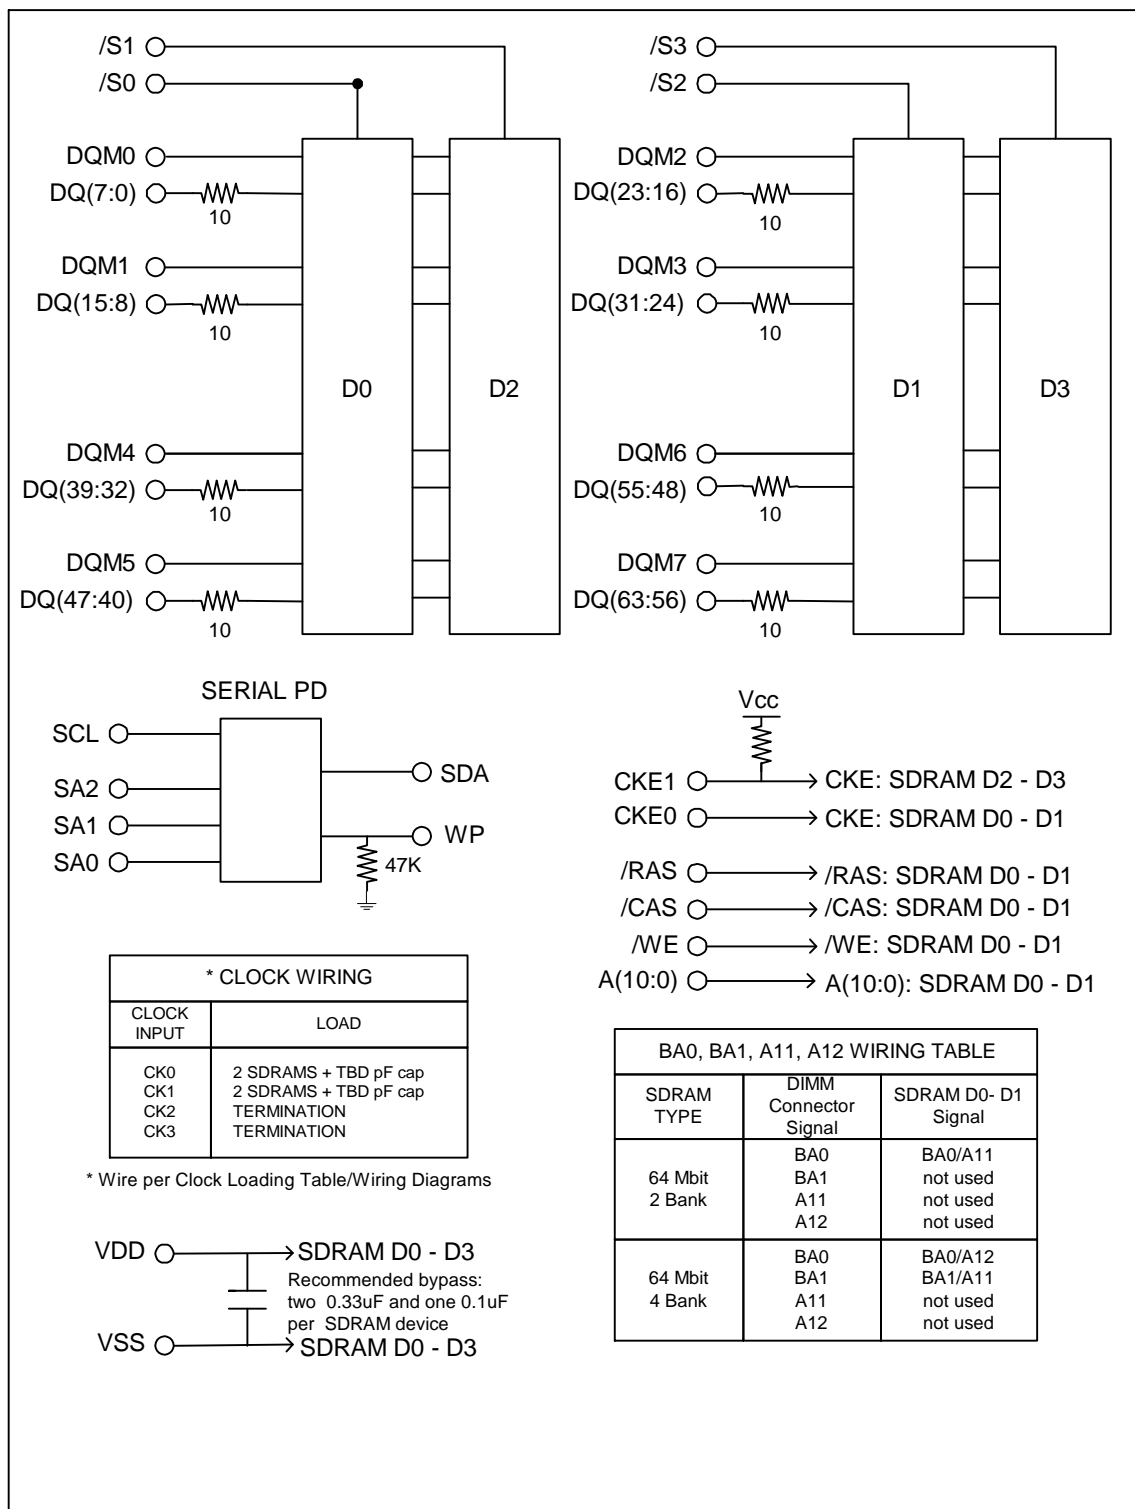 /S1
/S0
DQM0
DQ(7:0)
10
DQM1
DQ(15:8)
10
D0
D2
DQM4
DQ(39:32)
10
DQM5
DQ(47:40)
10
/S3
/S2
DQM2
DQ(23:16)
10
DQM3
DQ(31:24)
10
D1
D3
DQM6
DQ(55:48)
10
DQM7
DQ(63:56)
10
SERIAL PD
SCL
SA2
SA1
SA0
SDA
WP
47K
Vcc
CKE1
CKE: SDRAM D2 - D3
CKE0
CKE: SDRAM D0 - D1
/RAS
/RAS: SDRAM D0 - D1
/CAS
/CAS: SDRAM D0 - D1
/WE
/WE: SDRAM D0 - D1
A(10:0)
A(10:0): SDRAM D0 - D1
* CLOCK WIRING
CLOCK
INPUT
LOAD
CK0 2 SDRAMS + TBD pF cap
CK1 2 SDRAMS + TBD pF cap
CK2 TERMINATION
CK3 TERMINATION
* Wire per Clock Loading Table/Wiring Diagrams
BA0, BA1, A11, A12 WIRING TABLE
SDRAM
TYPE
DIMM
Connector
Signal
SDRAM D0- D1
Signal
64 Mbit
2 Bank
BA0 BA0/A11
BA1 not used
A11 not used
A12 not used
64 Mbit
4 Bank
BA0 BA0/A12
BA1 BA1/A11
A11 not used
A12 not used
VDD
SDRAM D0 - D3
Recommended bypass:
two 0.33uF and one 0.1uF
per SDRAM device
VSS
SDRAM D0 - D3